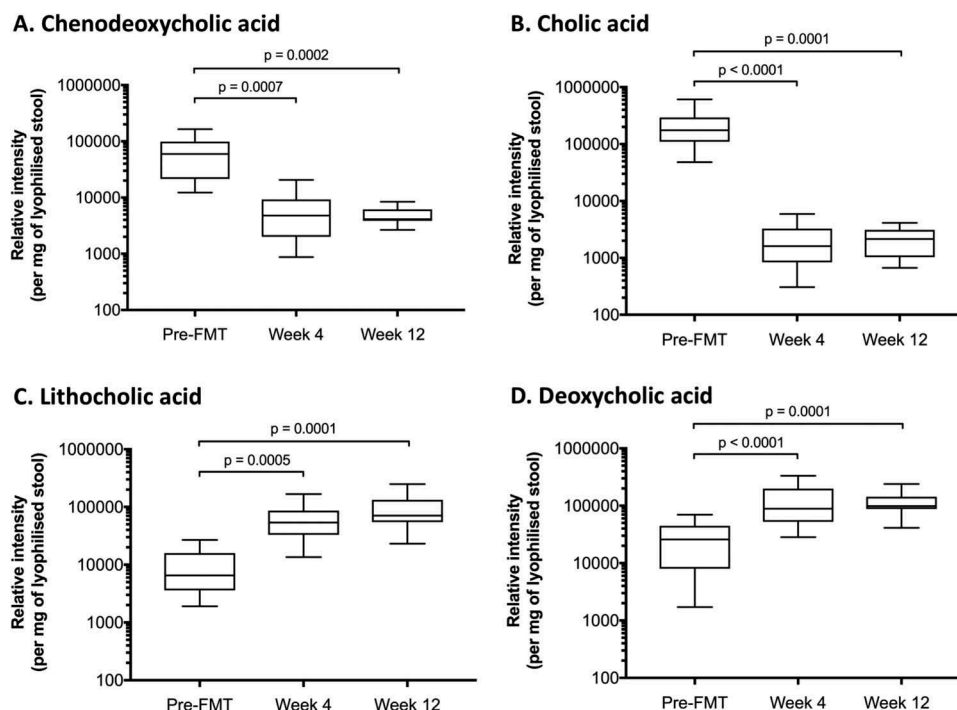 A. Chenodeoxycholic acid
p = 0.0002
p = 0.0007
Relative intensity
(per mg of lyophilised stool)
1000000
100000
10000
1000
100
Pre-FMT Week 4 Week 12
B. Cholic acid
p = 0.0001
p < 0.0001
Relative intensity
(per mg of lyophilised stool)
1000000
100000
10000
1000
100
Pre-FMT Week 4 Week 12
C. Lithocholic acid
p = 0.0001
p = 0.0005
Relative intensity
(per mg of lyophilised stool)
1000000
100000
10000
1000
100
Pre-FMT Week 4 Week 12
D. Deoxycholic acid
p = 0.0001
p < 0.0001
Relative intensity
(per mg of lyophilised stool)
1000000
100000
10000
1000
100
Pre-FMT Week 4 Week 12